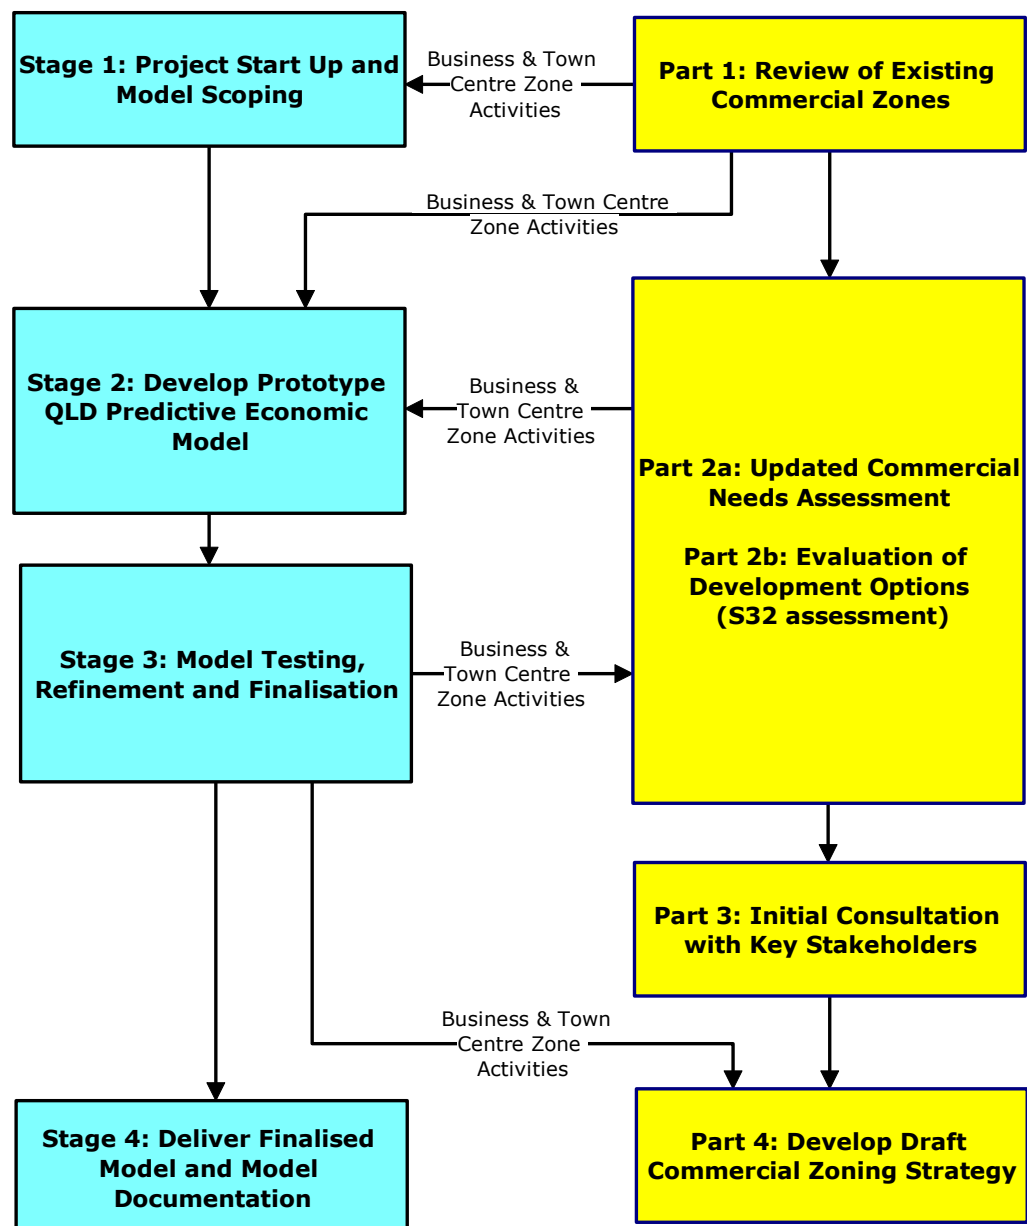 Stage 1: Project Start Up and
Model Scoping
Business & Town
Centre Zone
Activities
Part 1: Review of Existing
Commercial Zones
Business & Town Centre
Zone Activities
Stage 2: Develop Prototype
QLD Predictive Economic
Model
Business &
Town Centre
Zone Activities
Part 2a: Updated Commercial
Needs Assessment
Part 2b: Evaluation of
Development Options
(S32 assessment)
Stage 3: Model Testing,
Refinement and Finalisation
Business &
Town Centre
Zone Activities
Part 3: Initial Consultation
with Key Stakeholders
Business & Town
Centre Zone
Activities
Stage 4: Deliver Finalised
Model and Model
Documentation
Part 4: Develop Draft
Commercial Zoning Strategy